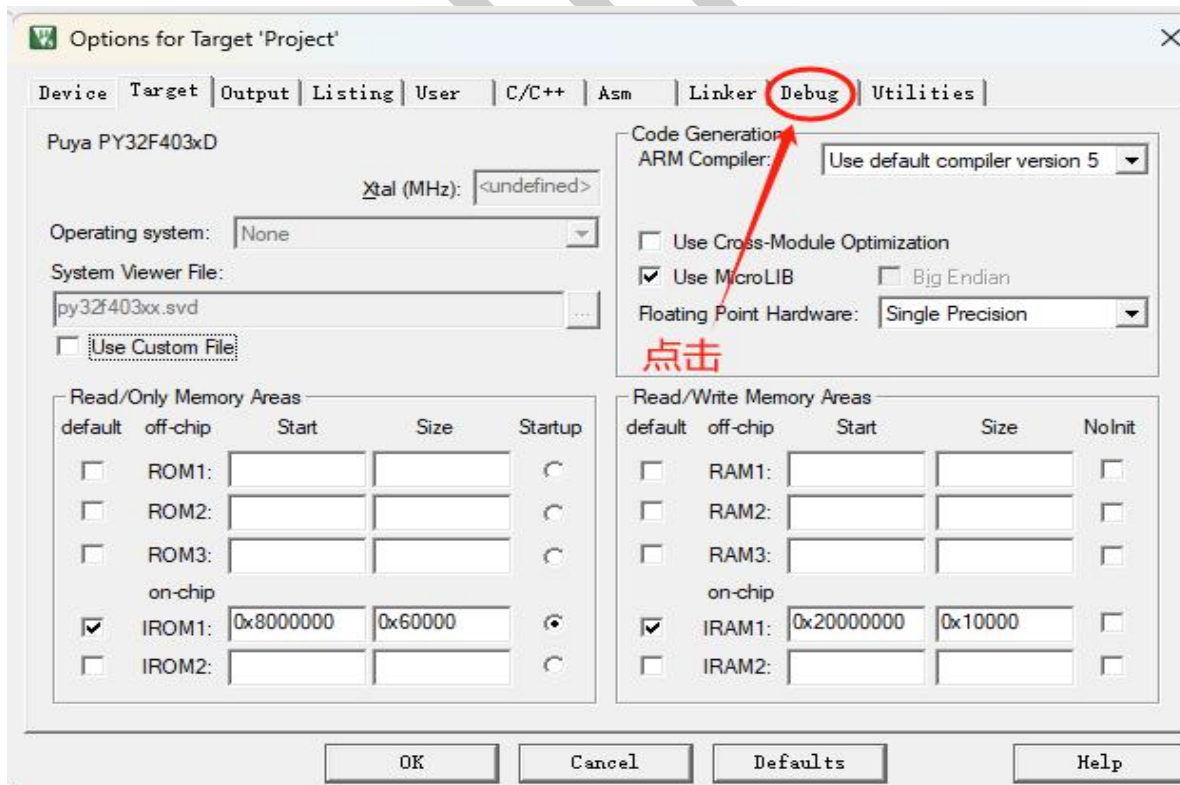 Options for Target 'Project'
Device Target Output Listing User C/C++ Asm Linker Debug Utilities
Puya PY32F403xD
Xtal (MHz): <undefined>
Operating system: None
System Viewer File:
py32f403xx.svd ...
Use Custom File
Code Generation
ARM Compiler: Use default compiler version 5
Use Cross-Module Optimization
Use MicroLIB Big Endian
Floating Point Hardware: Single Precision
点击
Read/Only Memory Areas
default off-chip Start Size Startup
ROM1:
ROM2:
ROM3:
on-chip
IROM1: 0x8000000 0x60000
IROM2:
Read/Write Memory Areas
default off-chip Start Size NoInit
RAM1:
RAM2:
RAM3:
on-chip
IRAM1: 0x20000000 0x10000
IRAM2:
OK Cancel Defaults Help